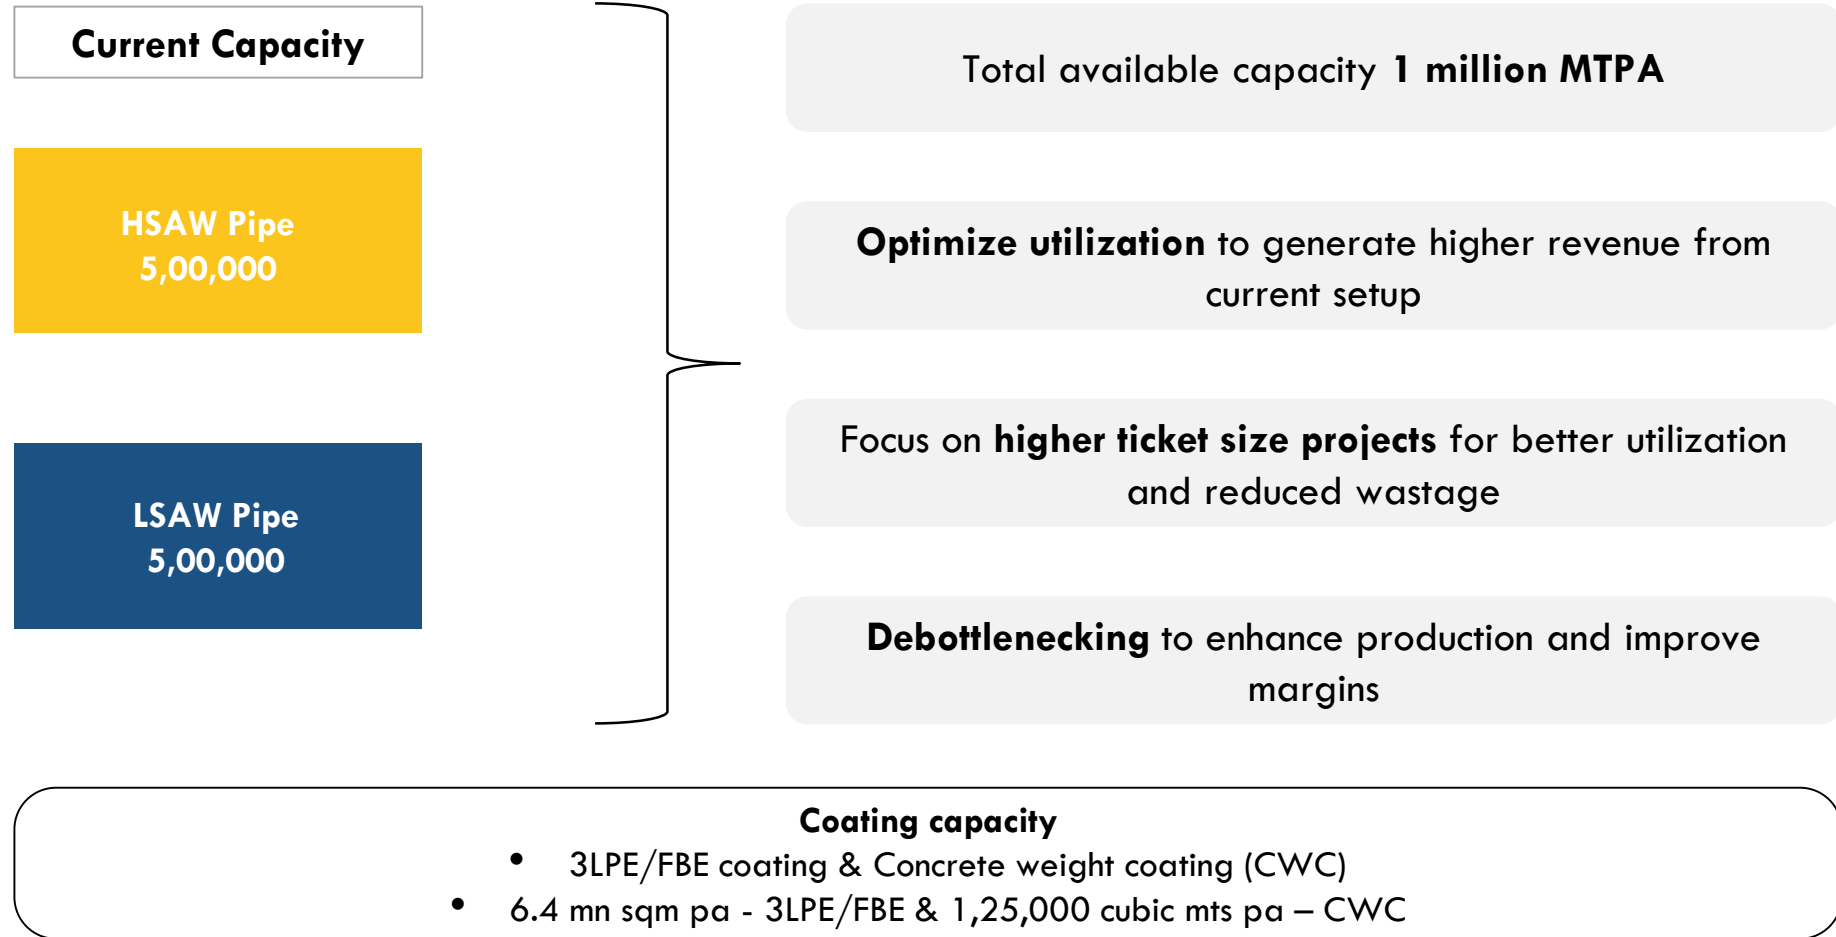 Current Capacity
HSAW Pipe
5,00,000
LSAW Pipe
5,00,000
Total available capacity 1 million MTPA
Optimize utilization to generate higher revenue from
current setup
Focus on higher ticket size projects for better utilization
and reduced wastage
Debottlenecking to enhance production and improve
margins
Coating capacity
• 3LPE/FBE coating & Concrete weight coating (CWC)
• 6.4 mn sqm pa - 3LPE/FBE & 1,25,000 cubic mts pa – CWC